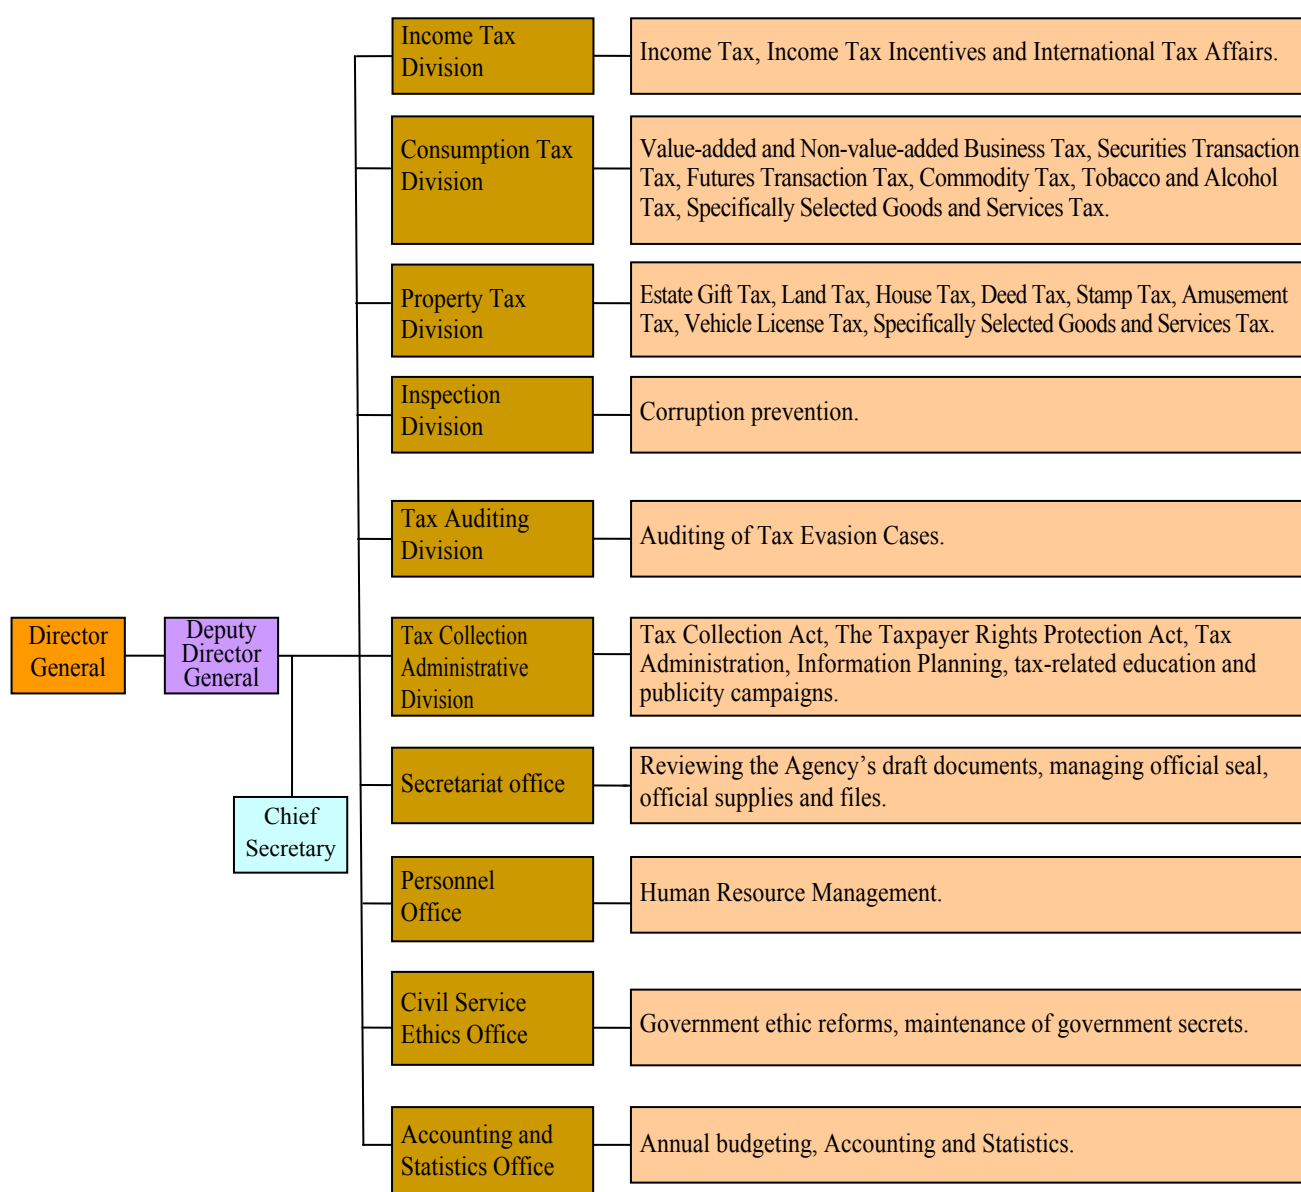 Income Tax
Division
Income Tax, Income Tax Incentives and International Tax Affairs.
Consumption Tax
Division
Value-added and Non-value-added Business Tax, Securities Transaction
Tax, Futures Transaction Tax, Commodity Tax, Tobacco and Alcohol
Tax, Specifically Selected Goods and Services Tax.
Property Tax
Division
Estate Gift Tax, Land Tax, House Tax, Deed Tax, Stamp Tax, Amusement
Tax, Vehicle License Tax, Specifically Selected Goods and Services Tax.
Inspection
Division
Corruption prevention.
Tax Auditing
Division
Auditing of Tax Evasion Cases.
Director
General
Deputy
Director
General
Tax Collection
Administrative
Division
Tax Collection Act, The Taxpayer Rights Protection Act, Tax
Administration, Information Planning, tax-related education and
publicity campaigns.
Chief
Secretary
Secretariat office
Reviewing the Agency’s draft documents, managing official seal,
official supplies and files.
Personnel
Office
Human Resource Management.
Civil Service
Ethics Office
Government ethic reforms, maintenance of government secrets.
Accounting and
Statistics Office
Annual budgeting, Accounting and Statistics.